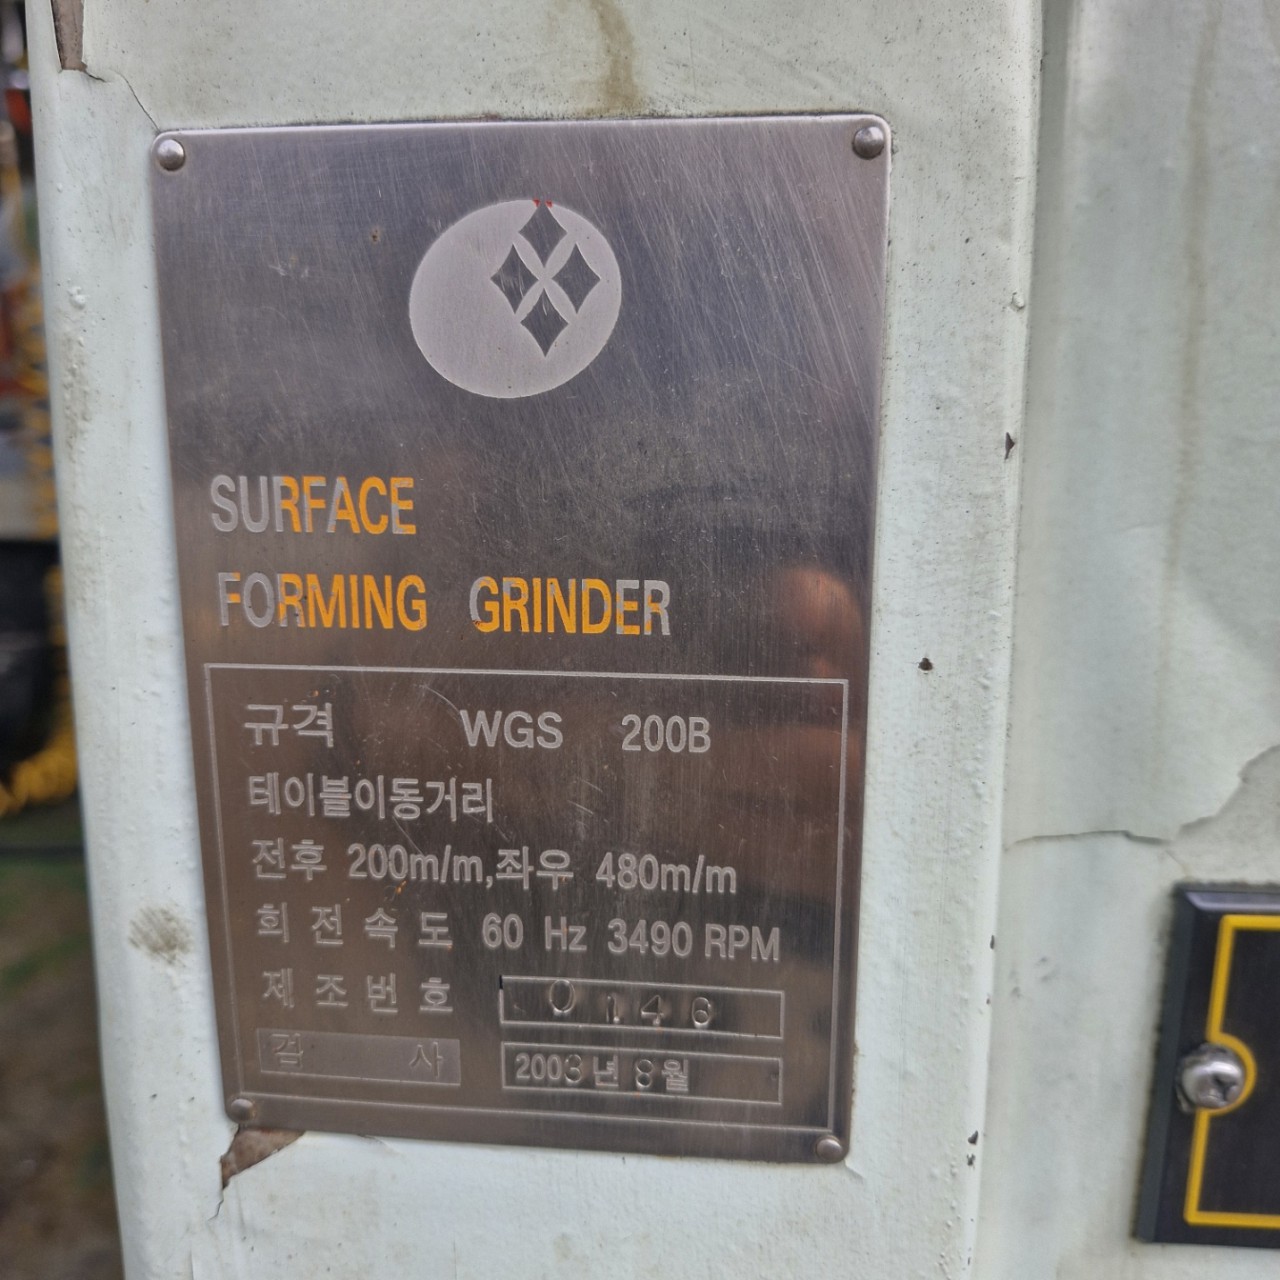 SURFACE
FORMING GRINDER
규격 WGS 200B
테이블이동거리
전후 200m/m,좌우 480m/m
회 전 속 도 60 Hz 3490 RPM
제 조 번 호 0146
검 사 2003년 8월